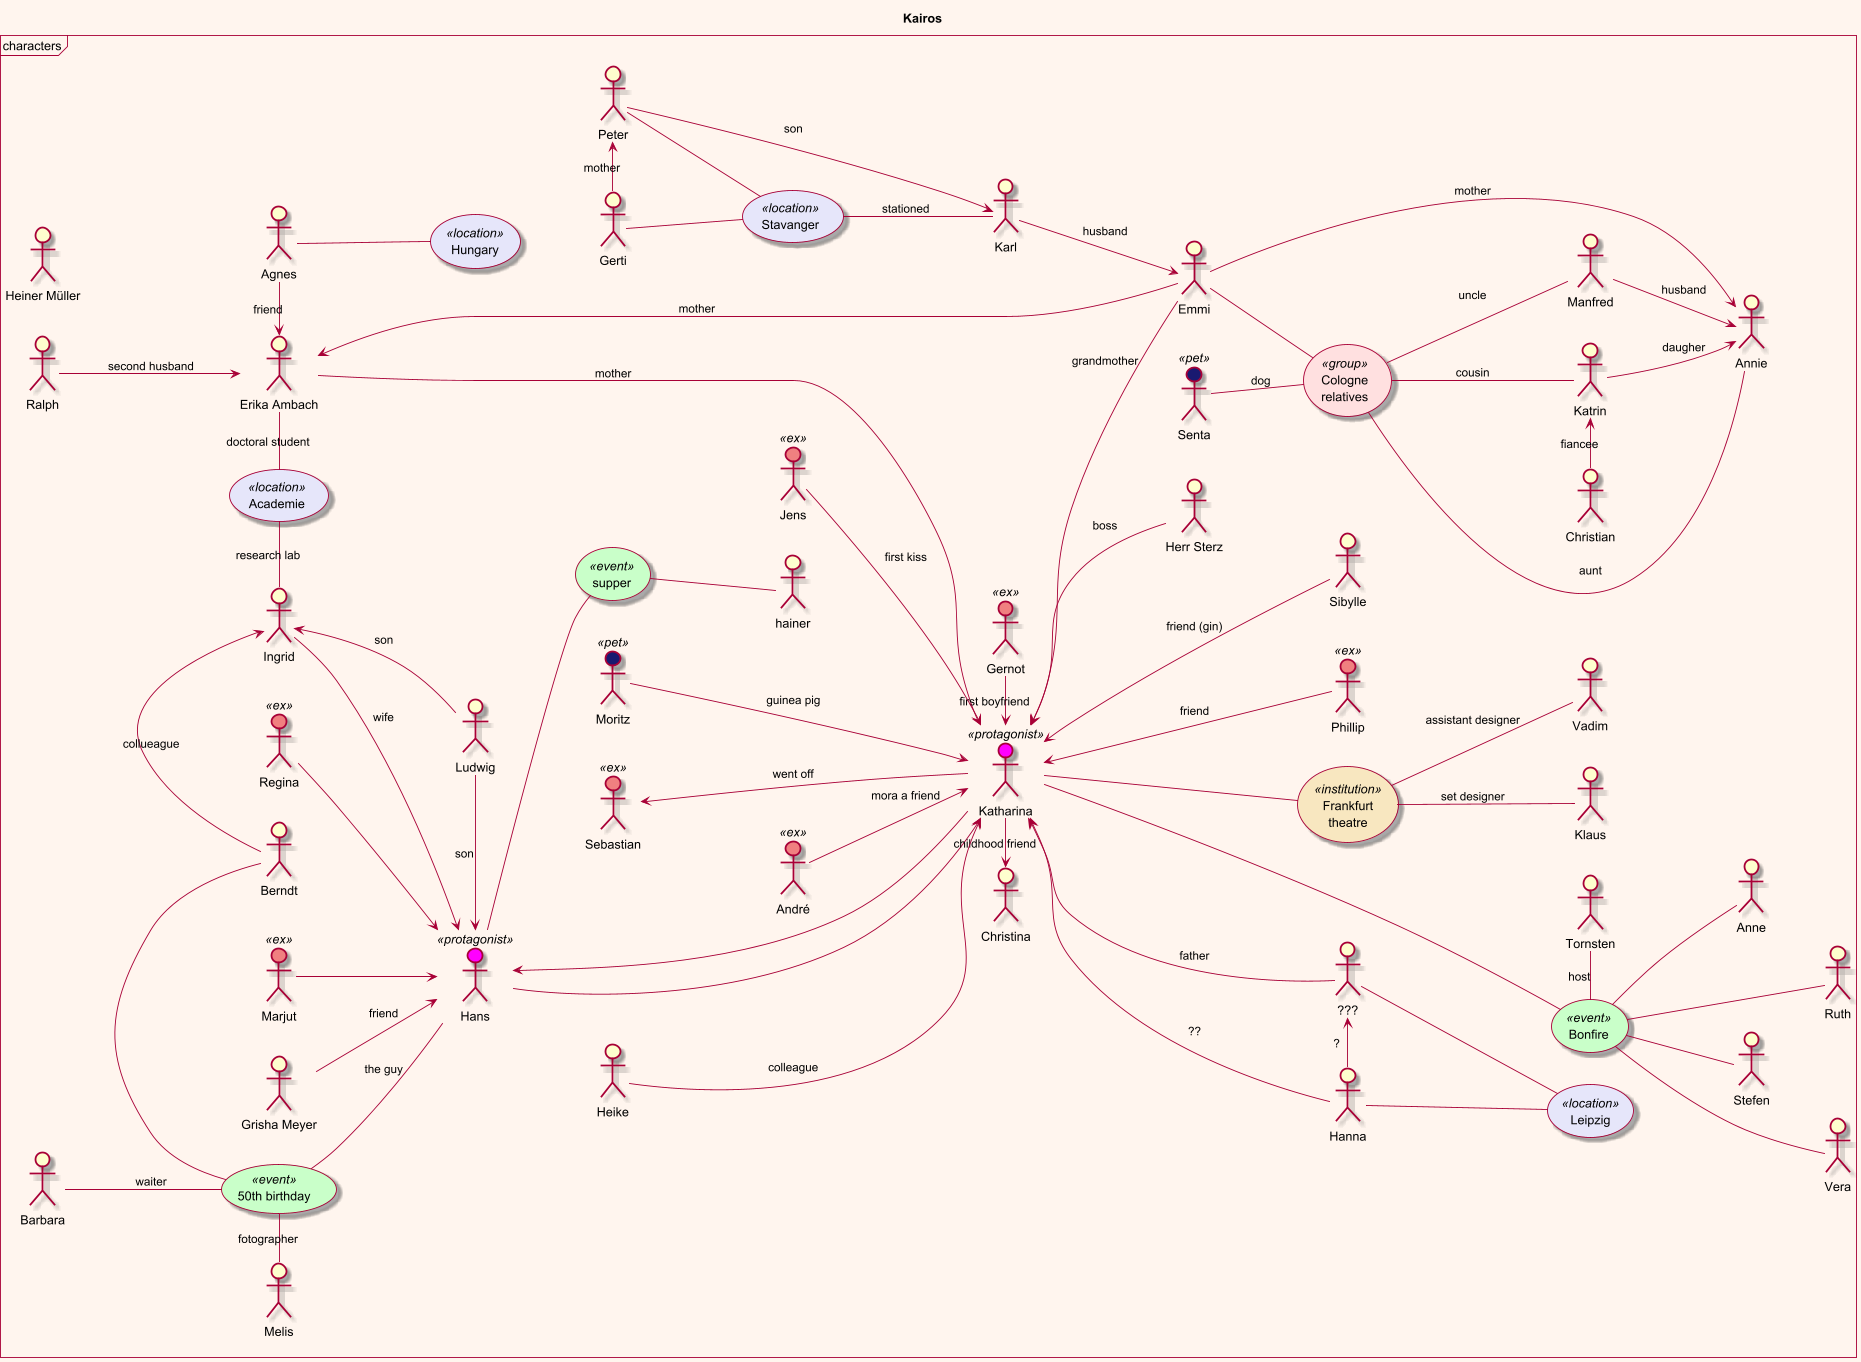 Kairos
characters
Peter
son
mother
Gerti
«location»
Stavanger
stationed
Karl
husband
mother
Agnes
«location»
Hungary
Heiner Müller
friend
Emmi
mother
uncle
Manfred
husband
Annie
Ralph
second husband
Erika Ambach
mother
grandmother
«pet»
Senta
dog
«group»
Cologne
relatives
cousin
Katrin
daugher
fiancee
Christian
aunt
doctoral student
«location»
Academie
research lab
«ex»
Jens
first kiss
boss
Herr Sterz
«event»
supper
hainer
Ingrid
son
wife
collueague
«ex»
Regina
Ludwig
son
«pet»
Moritz
guinea pig
«ex»
Gernot
first boyfriend
Sibylle
friend (gin)
«ex»
Phillip
friend
«protagonist»
Katharina
«ex»
Sebastian
went off
mora a friend
«ex»
André
childhood friend
Christina
assistant designer
Vadim
«institution»
Frankfurt
theatre
set designer
Klaus
Berndt
«ex»
Marjut
«protagonist»
Hans
friend
Grisha Meyer
the guy
Heike
colleague
father
???
??
?
Hanna
Tornsten
host
«event»
Bonfire
Anne
Ruth
Stefen
Vera
«location»
Leipzig
Barbara
waiter
«event»
50th birthday
fotographer
Melis